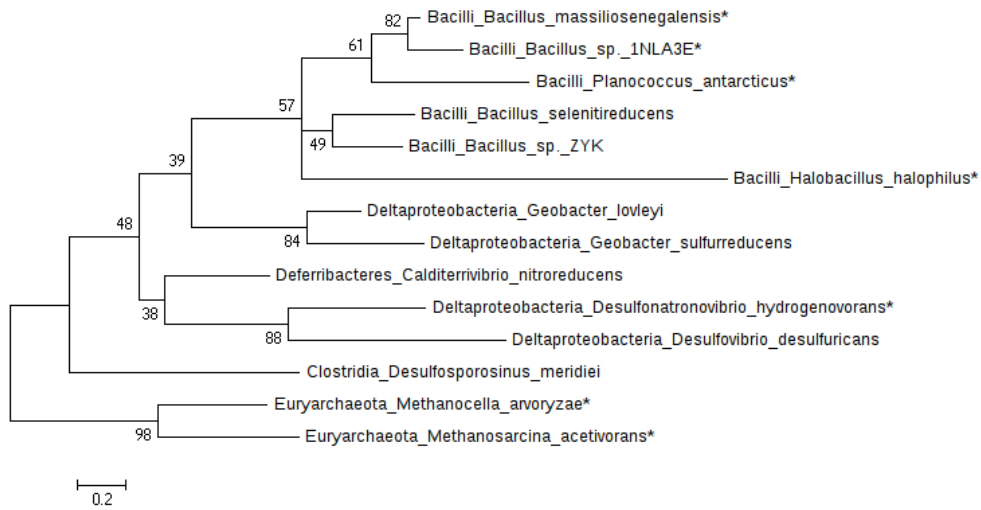 82
Bacilli_Bacillus_massiliosenegalensis*
61
Bacilli_Bacillus_sp._1NLA3E*
Bacilli_Planococcus_antarcticus*
57
Bacilli_Bacillus_selenitireducens
49
Bacilli_Bacillus_sp._ZYK
39
Bacilli_Halobacillus_halophilus*
Deltaproteobacteria_Geobacter_lovleyi
48
84
Deltaproteobacteria_Geobacter_sulfurreducens
Deferribacteres_Calditerrivibrio_nitroreducens
38
Deltaproteobacteria_Desulfonatronovibrio_hydrogenovorans*
88
Deltaproteobacteria_Desulfovibrio_desulfuricans
Clostridia_Desulfosporosinus_meridiei
Euryarchaeota_Methanocella_arvoryzae*
98
Euryarchaeota_Methanosarcina_acetivorans*
0.2